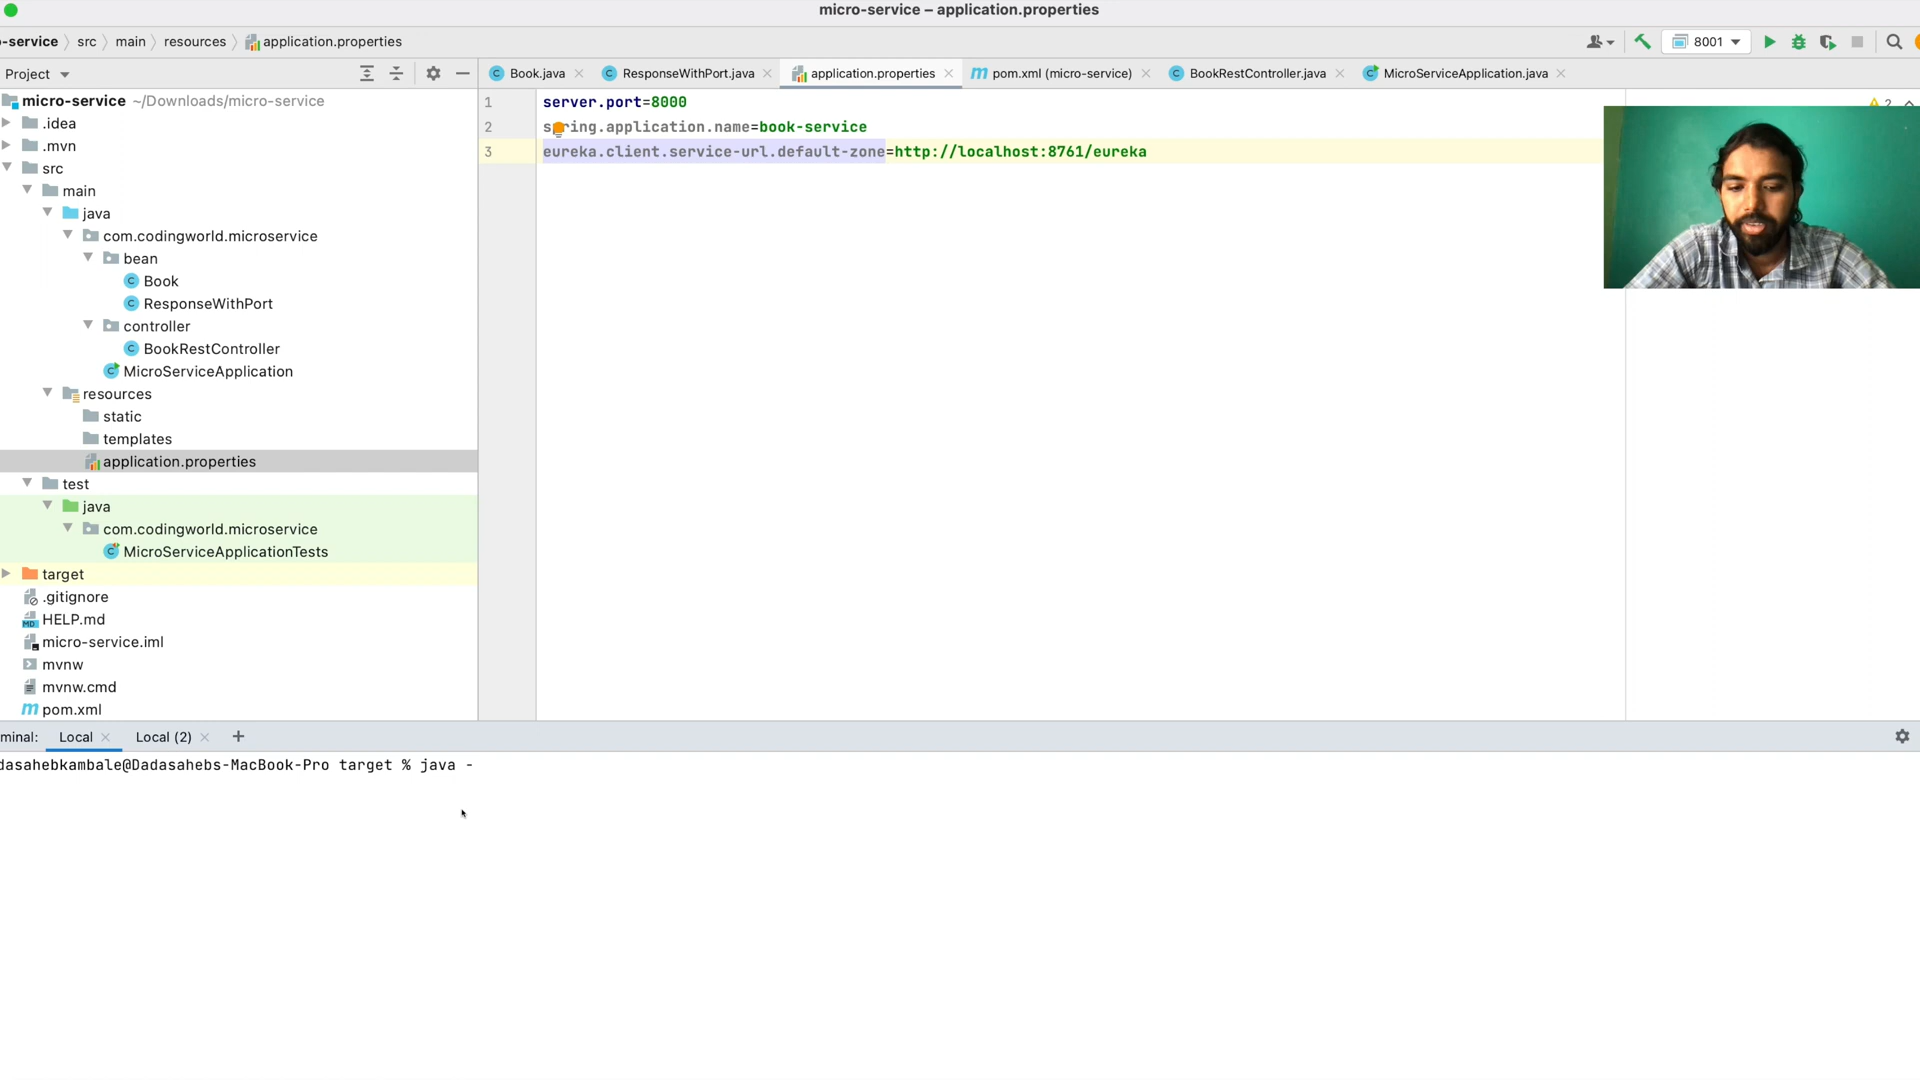 micro-service – application.properties
o-service
src
main
resources
application.properties
8001
Project
Book.java
ResponseWithPort.java
application.properties
pom.xml (micro-service)
BookRestController.java
MicroServiceApplication.java
micro-service ~/Downloads/micro-service
.idea
.mvn
src
main
java
com.codingworld.microservice
bean
Book
ResponseWithPort
controller
BookRestController
MicroServiceApplication
resources
static
templates
application.properties
test
java
com.codingworld.microservice
MicroServiceApplicationTests
target
.gitignore
HELP.md
micro-service.iml
mvnw
mvnw.cmd
pom.xml
1 server.port=8000
2 spring.application.name=book-service
3 eureka.client.service-url.default-zone=http://localhost:8761/eureka
2
minal:
Local
Local (2)
dasahebkambale@Dadasahebs-MacBook-Pro target % java -